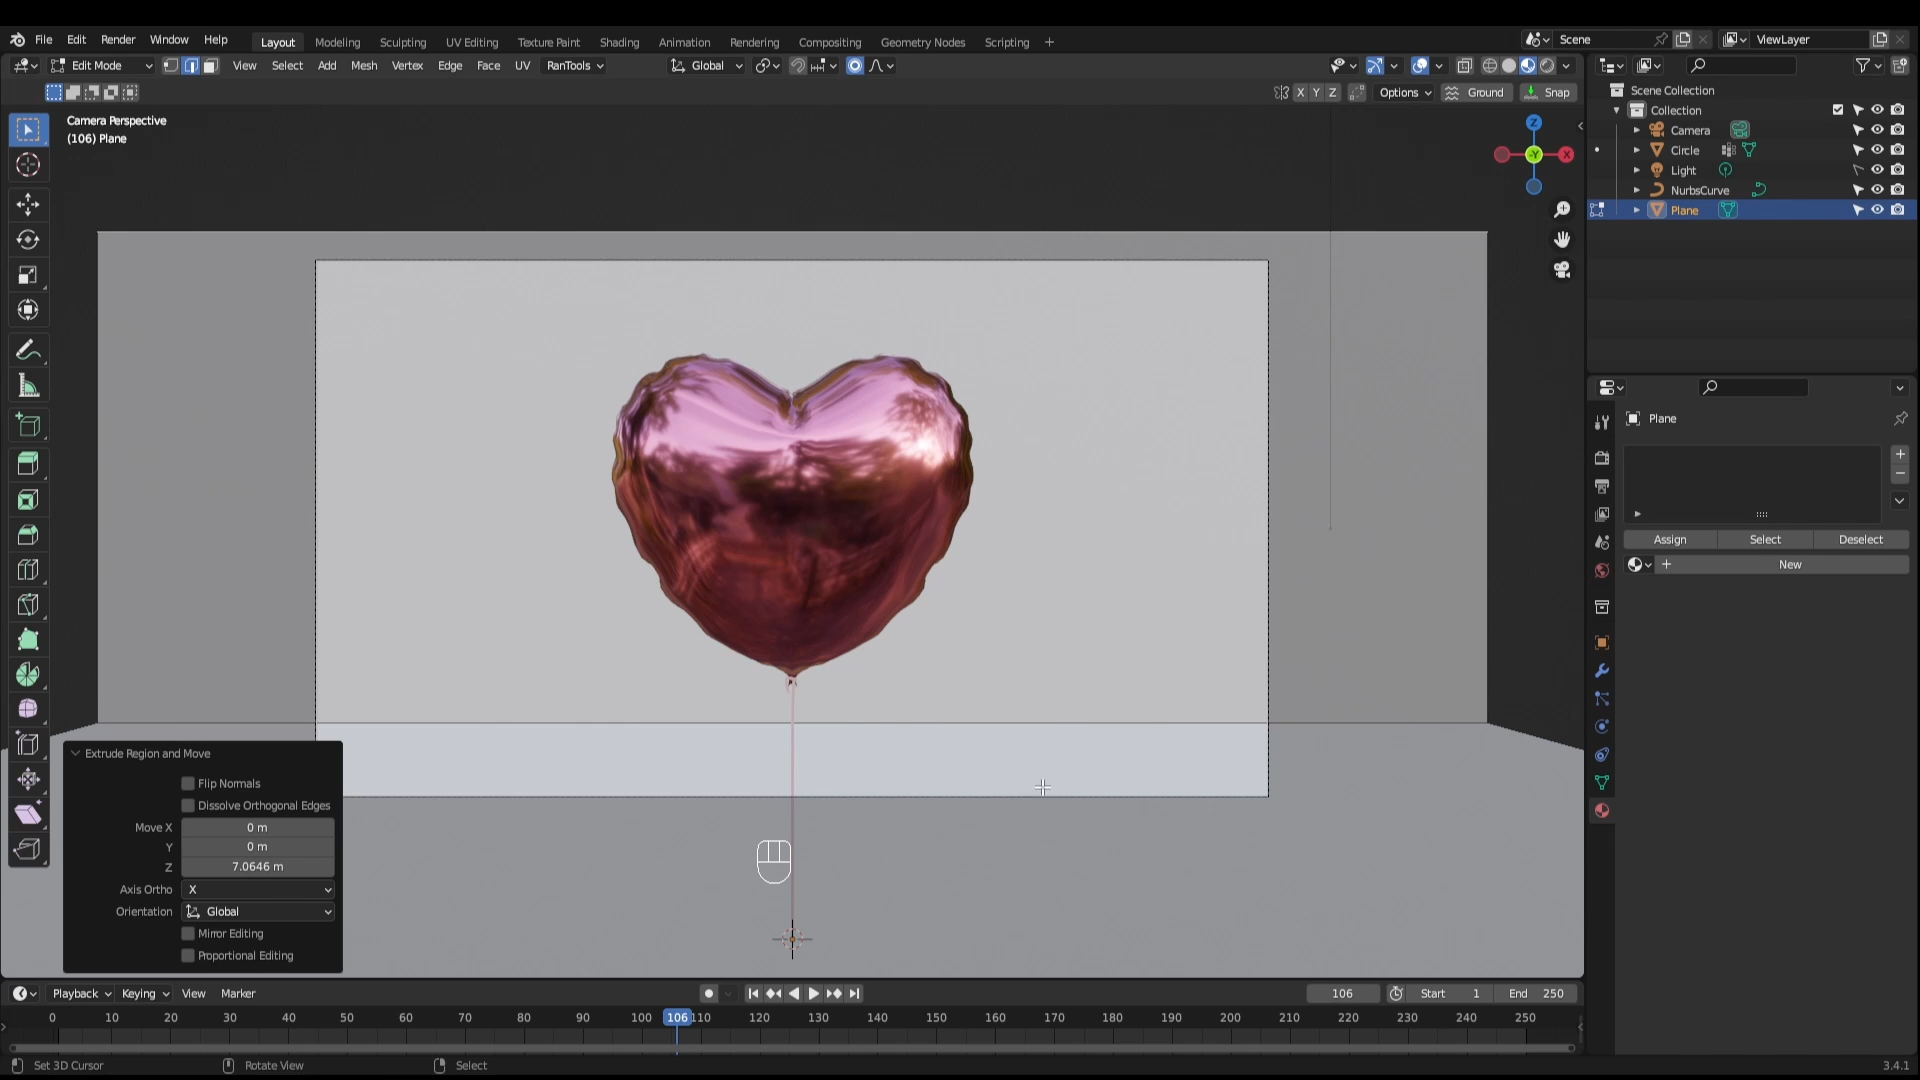 File Edit Render Window Help Layout Modeling Sculpting UV Editing Texture Paint Shading Animation Rendering Compositing Geometry Nodes Scripting + Scene ViewLayer
Edit Mode View Select Add Mesh Vertex Edge Face UV RanTools Global
X Y Z Options Ground Snap
Camera Perspective
(106) Plane
Z
-Y
X
Scene Collection
Collection
Camera
Circle
Light
NurbsCurve
Plane
Plane
Assign Select Deselect
New
Extrude Region and Move
Flip Normals
Dissolve Orthogonal Edges
Move X 0 m
Y 0 m
Z 7.0646 m
Axis Ortho X
Orientation Global
Mirror Editing
Proportional Editing
Playback Keying View Marker 106 Start 1 End 250
0 10 20 30 40 50 60 70 80 90 100 106 110 120 130 140 150 160 170 180 190 200 210 220 230 240 250
Set 3D Cursor Rotate View Select 3.4.1